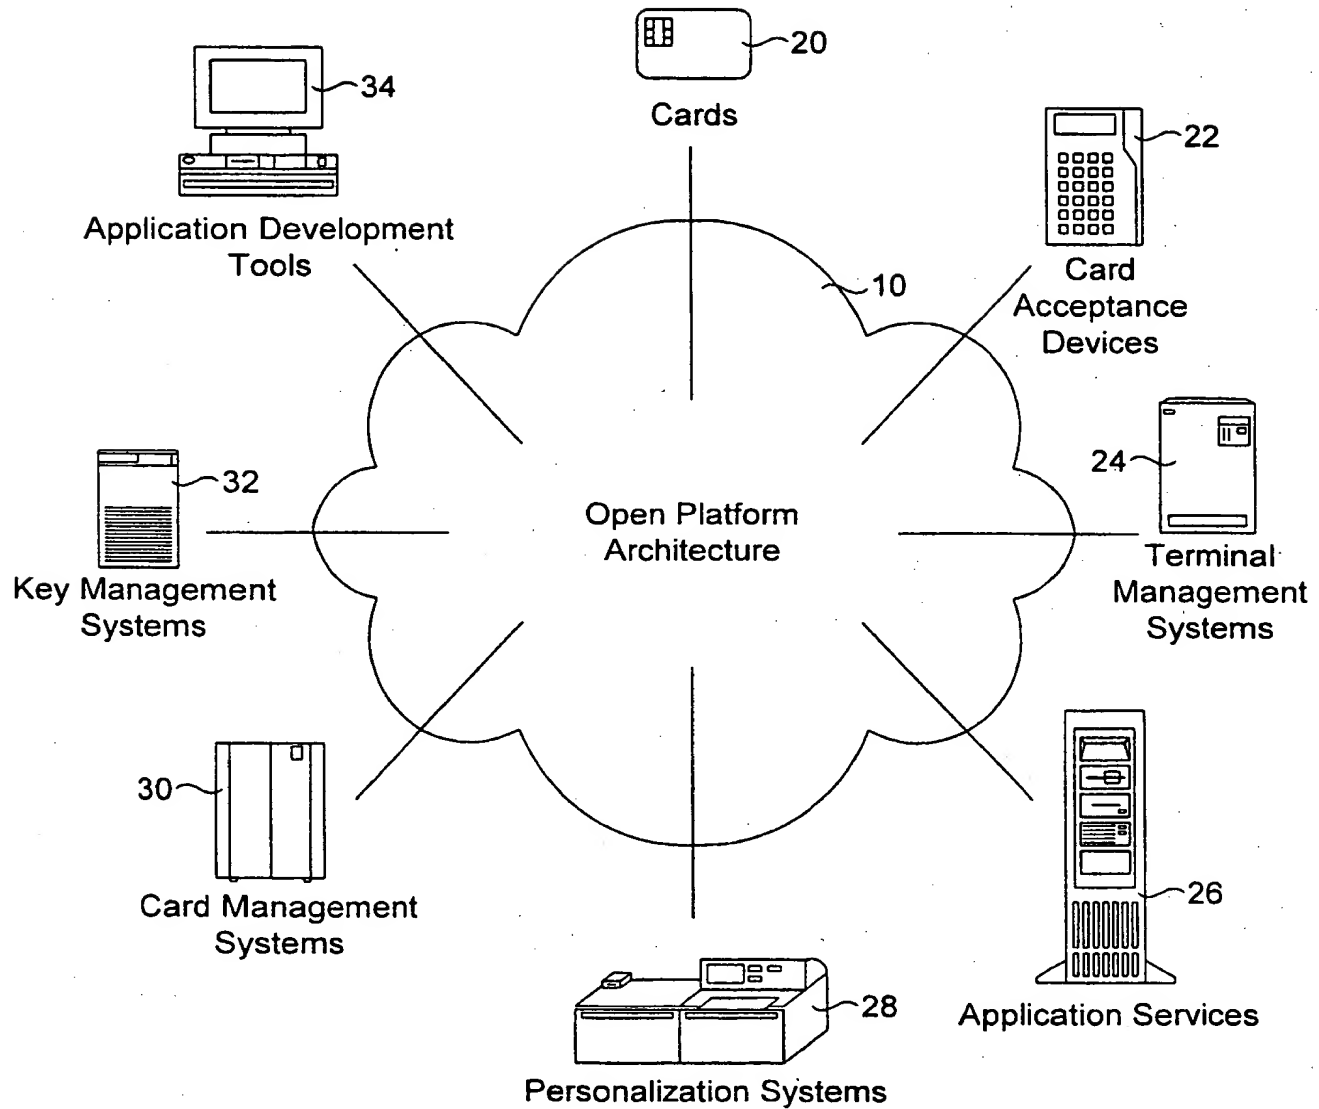 20
Cards
34
Application Development
Tools
22
Card
Acceptance
Devices
10
24
Terminal
Management
Systems
32
Key Management
Systems
Open Platform
Architecture
30
Card Management
Systems
26
Application Services
28
Personalization Systems